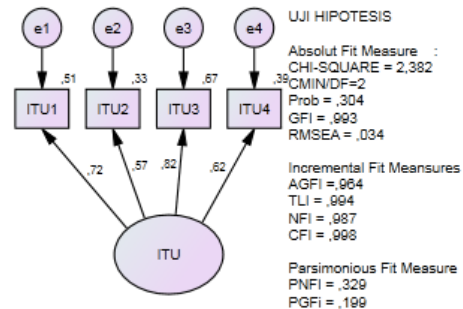 e1 e2 e3 e4
,51 ,33 ,67 ,39
ITU1 ITU2 ITU3 ITU4
,72 ,57 ,82 ,62
ITU
UJI HIPOTESIS
Absolut Fit Measure :
CHI-SQUARE = 2,382
CMIN/DF=2
Prob = ,304
GFI = ,993
RMSEA = ,034
Incremental Fit Meansures
AGFI =,964
TLI = ,994
NFI = ,987
CFI = ,998
Parsimonious Fit Measure
PNFI = ,329
PGFi = ,199